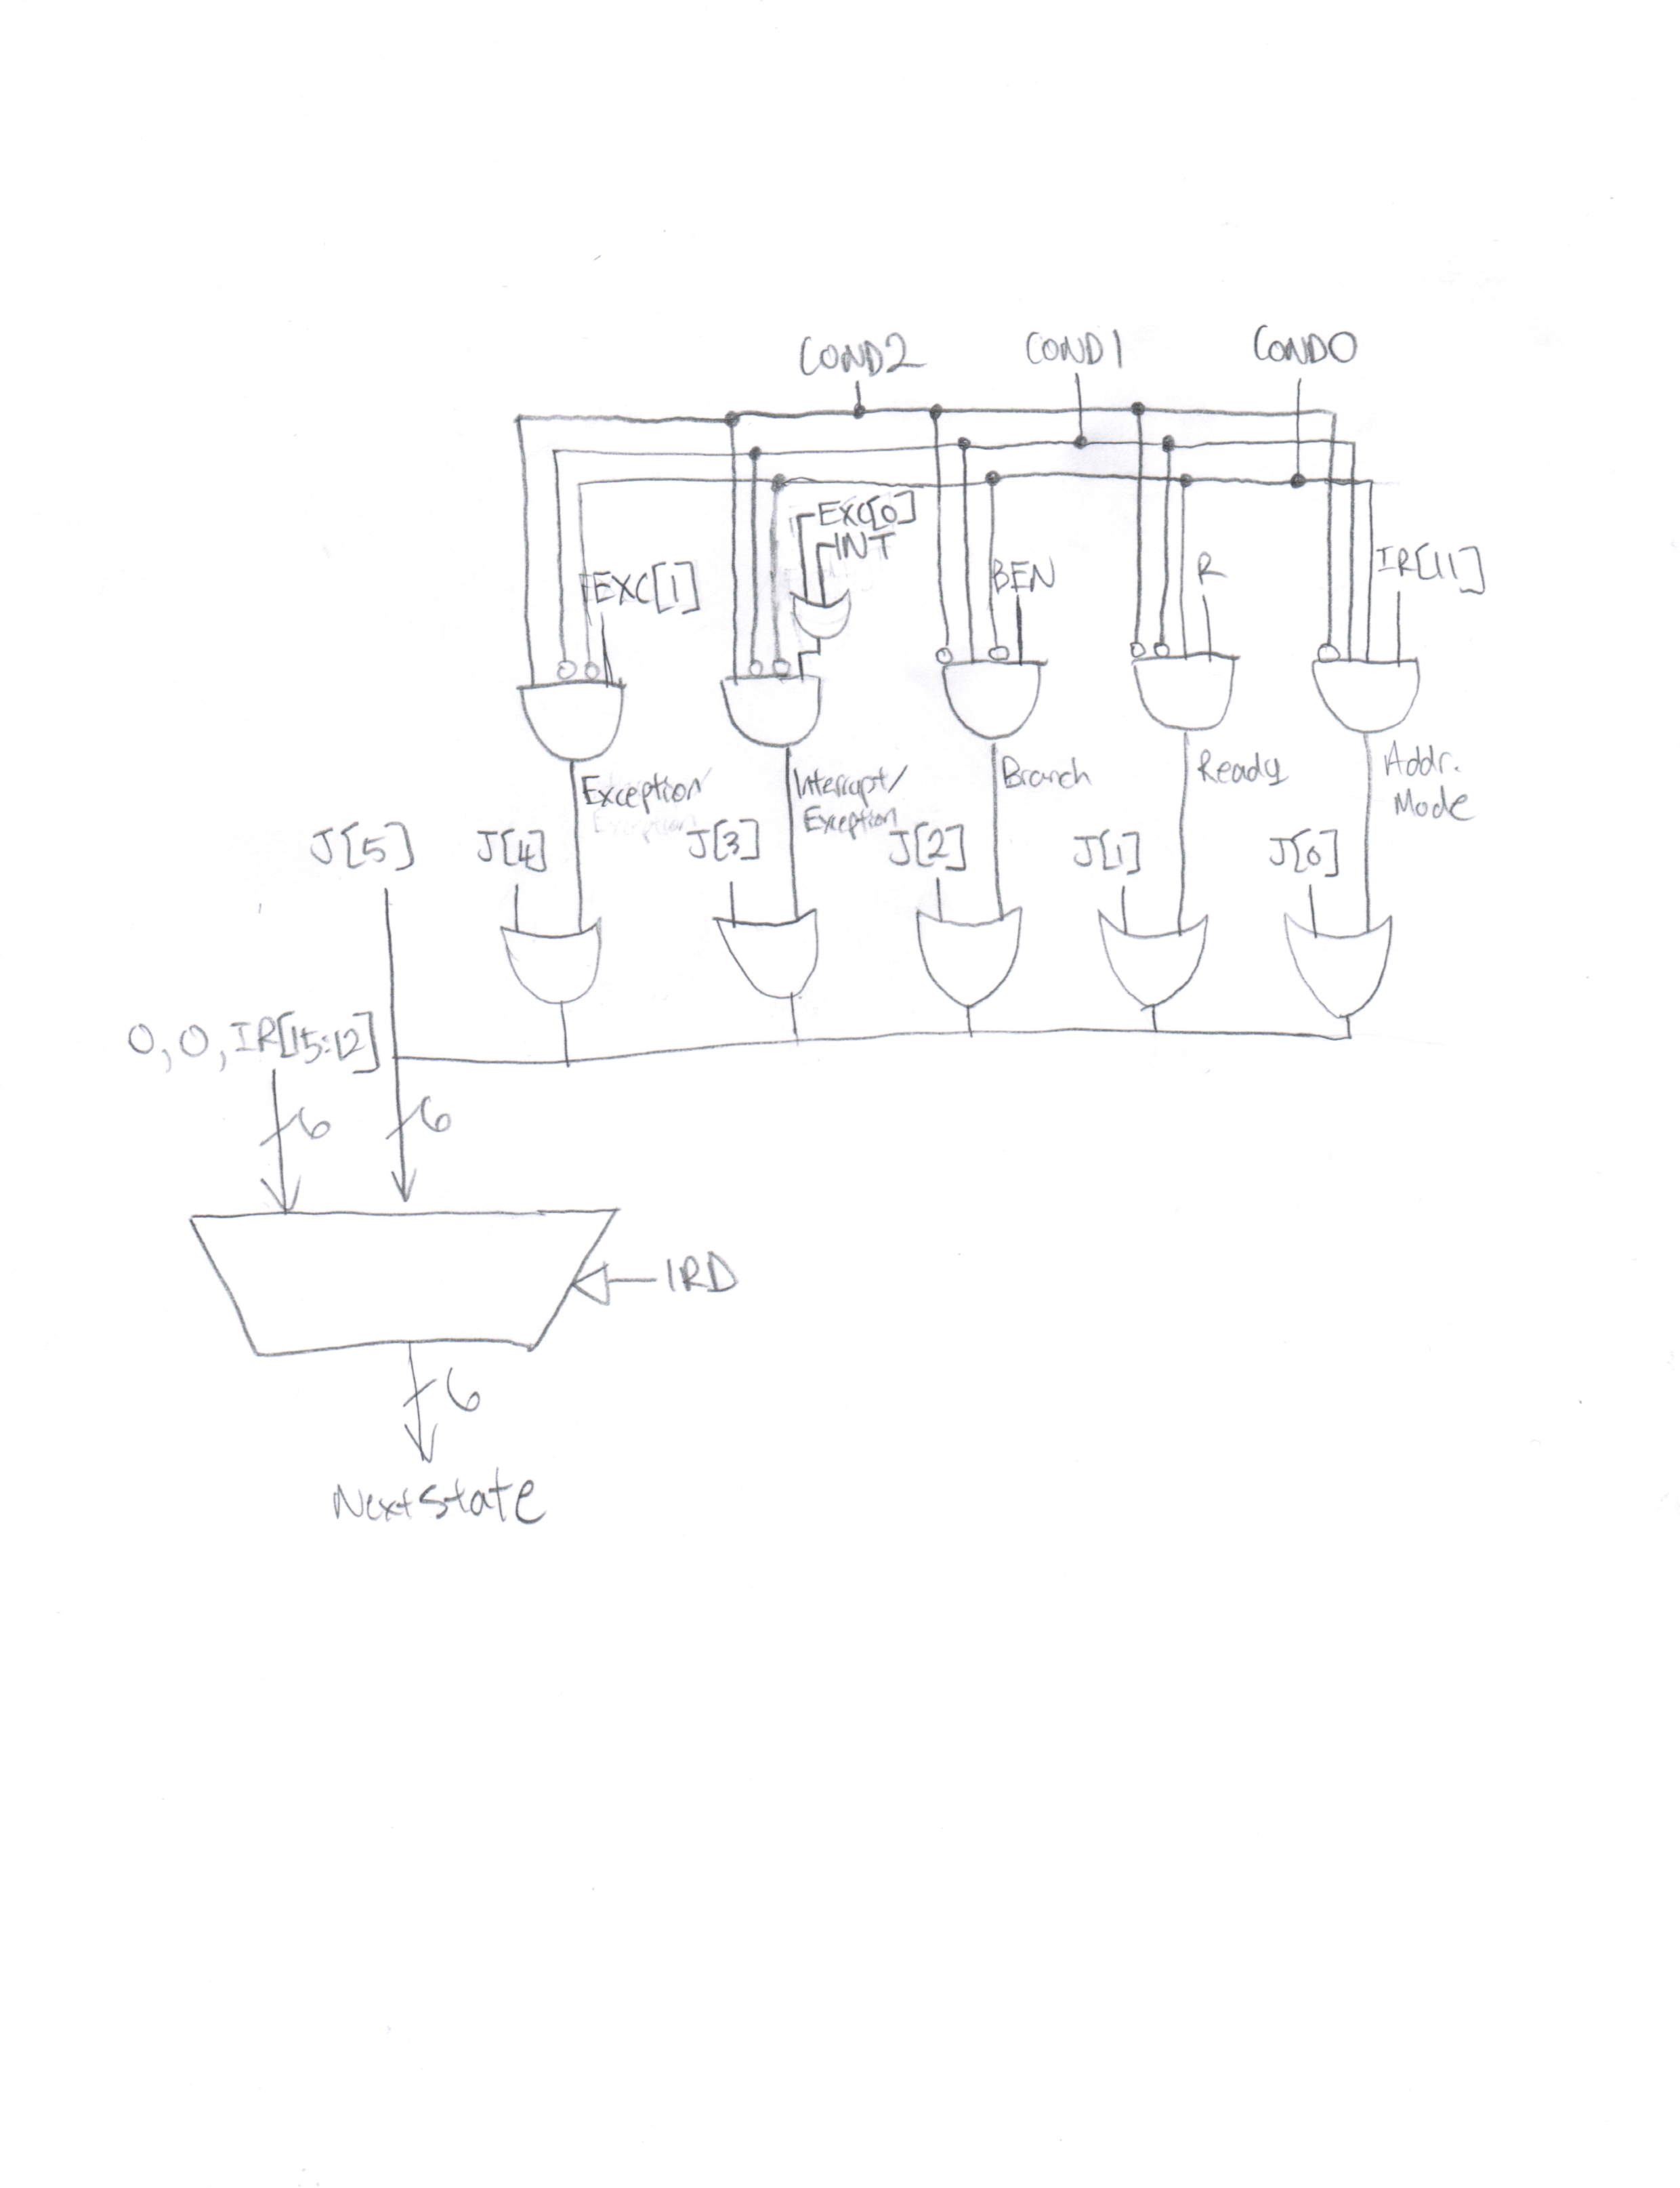 COND2 COND1 COND0
EXC[0]
INT
EXC[1] BEN R IR[11]
Exception/ Interrupt/ Branch Ready Addr.
Exception Exception Mode
J[5] J[4] J[3] J[2] J[1] J[0]
0,0,IR[15:12]
6 6
IRD
6
Next State